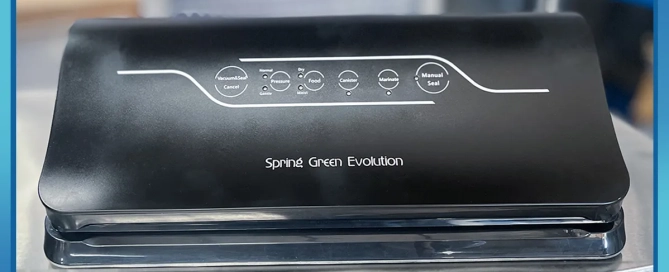 Vacuum&Seal
Cancel
Normal
Gentle
Pressure
Dry
Moist
Food
Canister
Marinate
Manual
Seal
Spring Green Evolution